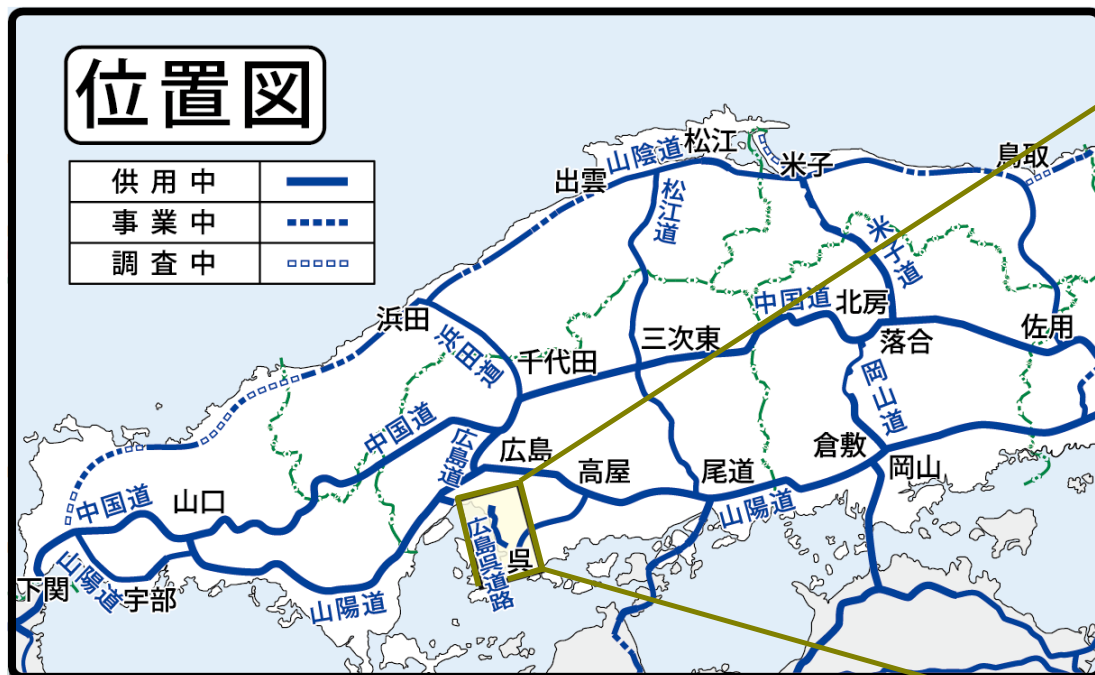 位置図
供用中
事業中
調査中
松江
山陰道
米子
鳥取
出雲
松江道
米子道
中国道
北房
浜田
浜田道
千代田
三次東
落合
佐用
岡山道
中国道
広島道
広島
高屋
尾道
倉敷
岡山
山陽道
中国道
山口
広島呉道路
呉
山陽道
下関
宇部
山陽道